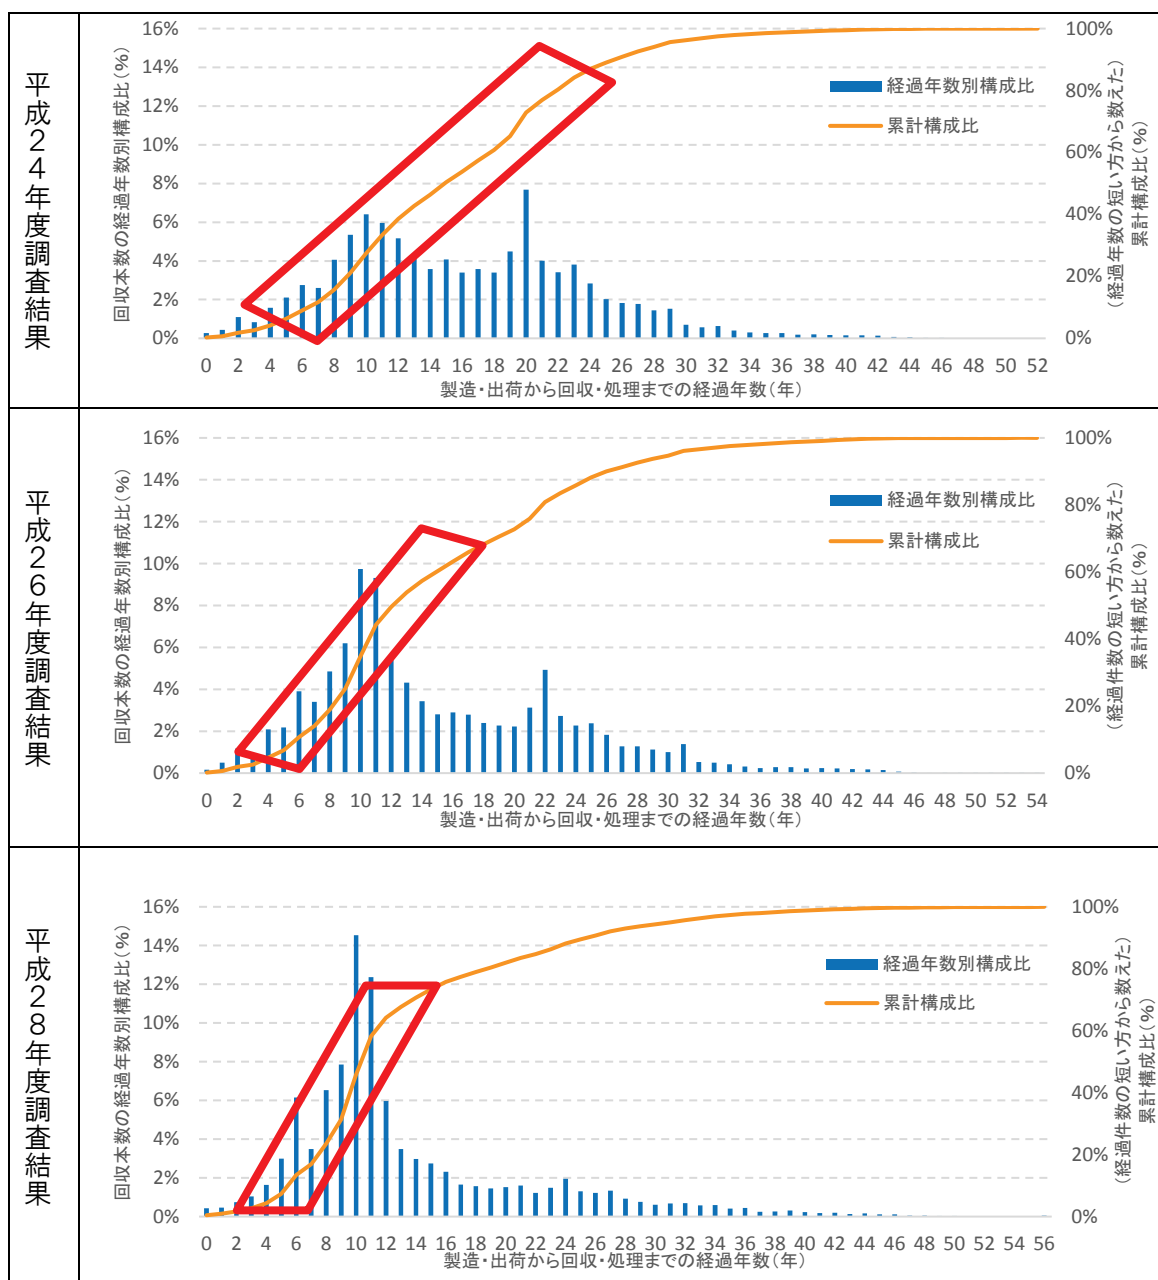 平成24年度調査結果
回収本数の経過年数別構成比(%)
16%
14%
12%
10%
8%
6%
4%
2%
0%
経過年数別構成比
累計構成比
100%
80%
60%
40%
20%
0%
(経過年数の短い方から数えた)
累計構成比(%)
0 2 4 6 8 10 12 14 16 18 20 22 24 26 28 30 32 34 36 38 40 42 44 46 48 50 52
製造・出荷から回収・処理までの経過年数(年)
平成26年度調査結果
回収本数の経過年数別構成比(%)
16%
14%
12%
10%
8%
6%
4%
2%
0%
経過年数別構成比
累計構成比
100%
80%
60%
40%
20%
0%
(経過件数の短い方から数えた)
累計構成比(%)
0 2 4 6 8 10 12 14 16 18 20 22 24 26 28 30 32 34 36 38 40 42 44 46 48 50 52 54
製造・出荷から回収・処理までの経過年数(年)
平成28年度調査結果
回収本数の経過年数別構成比(%)
16%
14%
12%
10%
8%
6%
4%
2%
0%
経過年数別構成比
累計構成比
100%
80%
60%
40%
20%
0%
(経過件数の短い方から数えた)
累計構成比(%)
0 2 4 6 8 10 12 14 16 18 20 22 24 26 28 30 32 34 36 38 40 42 44 46 48 50 52 54 56
製造・出荷から回収・処理までの経過年数(年)